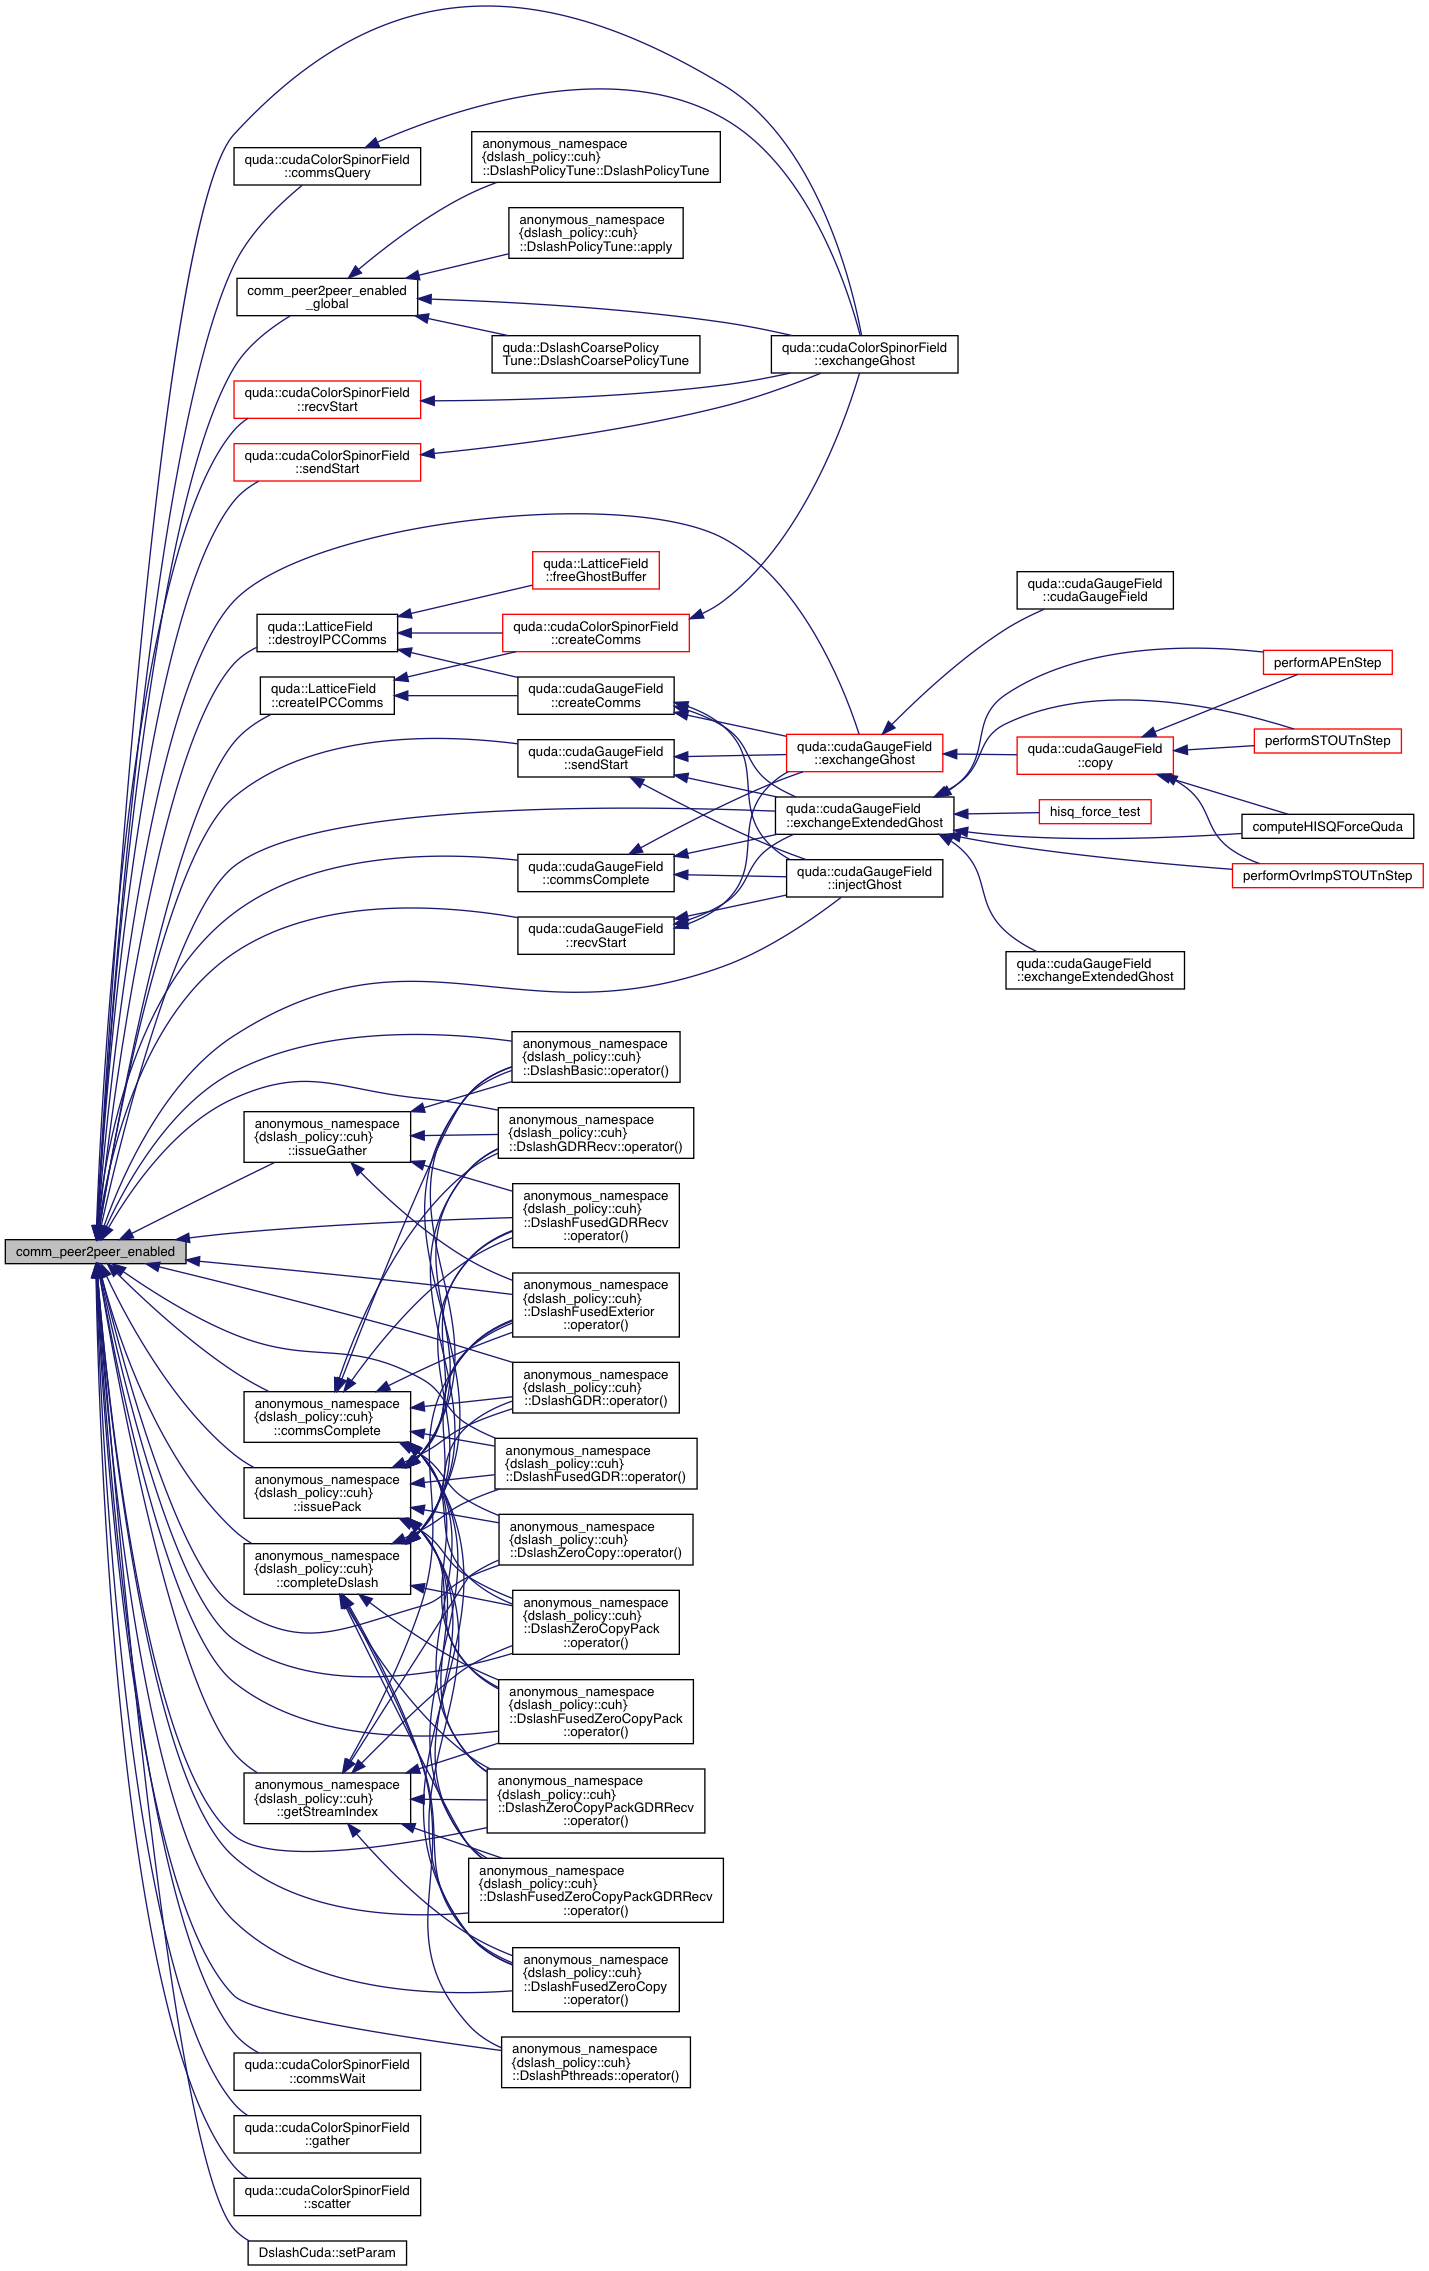 quda::cudaColorSpinorField
::commsQuery
anonymous_namespace
{dslash_policy::cuh}
::DslashPolicyTune::DslashPolicyTune
anonymous_namespace
{dslash_policy::cuh}
::DslashPolicyTune::apply
comm_peer2peer_enabled
_global
quda::DslashCoarsePolicy
Tune::DslashCoarsePolicyTune
quda::cudaColorSpinorField
::exchangeGhost
quda::cudaColorSpinorField
::recvStart
quda::cudaColorSpinorField
::sendStart
quda::LatticeField
::freeGhostBuffer
quda::cudaGaugeField
::cudaGaugeField
quda::LatticeField
::destroyIPCComms
quda::cudaColorSpinorField
::createComms
performAPEnStep
quda::LatticeField
::createIPCComms
quda::cudaGaugeField
::createComms
quda::cudaGaugeField
::sendStart
quda::cudaGaugeField
::exchangeGhost
quda::cudaGaugeField
::copy
performSTOUTnStep
quda::cudaGaugeField
::exchangeExtendedGhost
hisq_force_test
computeHISQForceQuda
quda::cudaGaugeField
::commsComplete
quda::cudaGaugeField
::injectGhost
performOvrImpSTOUTnStep
quda::cudaGaugeField
::recvStart
quda::cudaGaugeField
::exchangeExtendedGhost
anonymous_namespace
{dslash_policy::cuh}
::DslashBasic::operator()
anonymous_namespace
{dslash_policy::cuh}
::issueGather
anonymous_namespace
{dslash_policy::cuh}
::DslashGDRRecv::operator()
anonymous_namespace
{dslash_policy::cuh}
::DslashFusedGDRRecv
::operator()
comm_peer2peer_enabled
anonymous_namespace
{dslash_policy::cuh}
::DslashFusedExterior
::operator()
anonymous_namespace
{dslash_policy::cuh}
::DslashGDR::operator()
anonymous_namespace
{dslash_policy::cuh}
::commsComplete
anonymous_namespace
{dslash_policy::cuh}
::DslashFusedGDR::operator()
anonymous_namespace
{dslash_policy::cuh}
::issuePack
anonymous_namespace
{dslash_policy::cuh}
::DslashZeroCopy::operator()
anonymous_namespace
{dslash_policy::cuh}
::completeDslash
anonymous_namespace
{dslash_policy::cuh}
::DslashZeroCopyPack
::operator()
anonymous_namespace
{dslash_policy::cuh}
::DslashFusedZeroCopyPack
::operator()
anonymous_namespace
{dslash_policy::cuh}
::getStreamIndex
anonymous_namespace
{dslash_policy::cuh}
::DslashZeroCopyPackGDRRecv
::operator()
anonymous_namespace
{dslash_policy::cuh}
::DslashFusedZeroCopyPackGDRRecv
::operator()
anonymous_namespace
{dslash_policy::cuh}
::DslashFusedZeroCopy
::operator()
anonymous_namespace
{dslash_policy::cuh}
::DslashPthreads::operator()
quda::cudaColorSpinorField
::commsWait
quda::cudaColorSpinorField
::gather
quda::cudaColorSpinorField
::scatter
DslashCuda::setParam